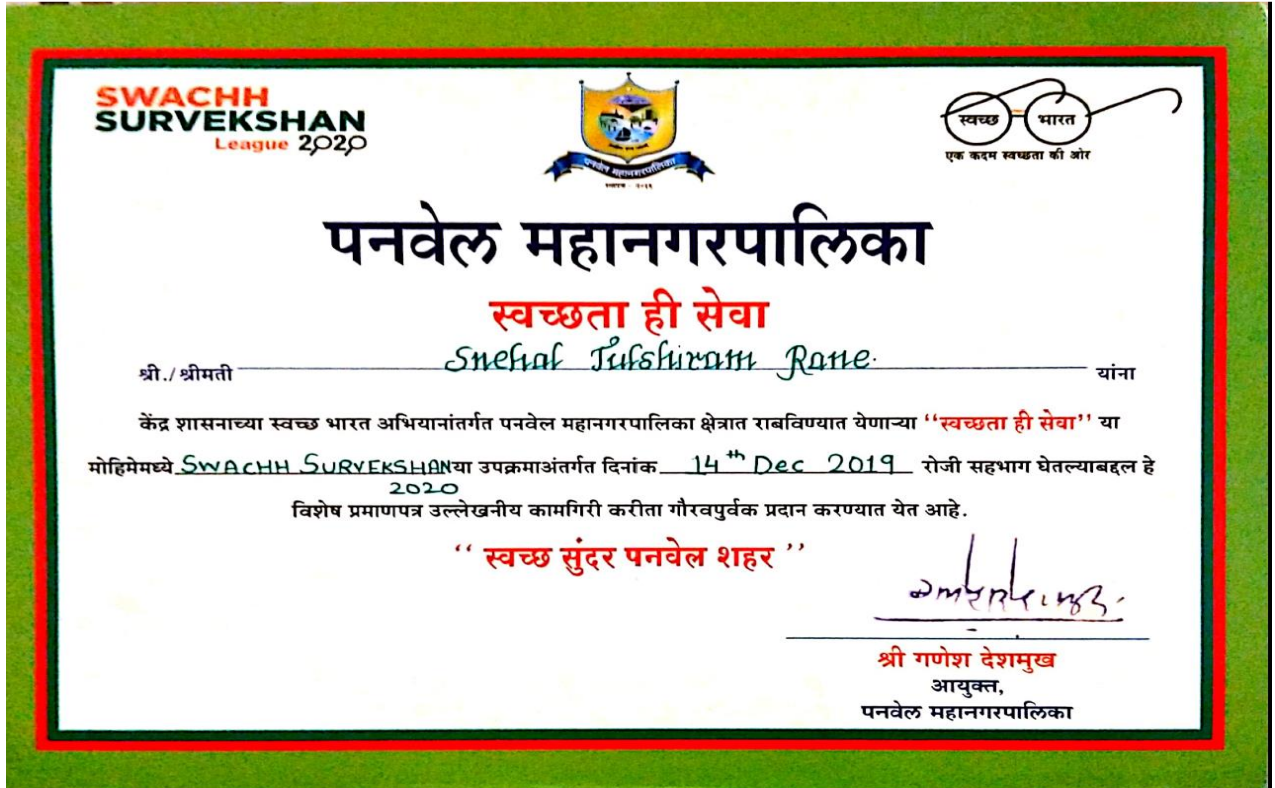 SWACHH
SURVEKSHAN
League 2020
पनवेल महानगरपालिका
स्वच्छ भारत
एक कदम स्वच्छता की ओर
पनवेल महानगरपालिका
स्वच्छता ही सेवा
श्री./श्रीमती Snehal Tulshiram Rane. यांना
केंद्र शासनाच्या स्वच्छ भारत अभियानांतर्गत पनवेल महानगरपालिका क्षेत्रात राबविण्यात येणाऱ्या ''स्वच्छता ही सेवा'' या
मोहिमेमध्ये SWACHH SURVEKSHAN या उपक्रमाअंतर्गत दिनांक 14th Dec 2019 रोजी सहभाग घेतल्याबद्दल हे
2020
विशेष प्रमाणपत्र उल्लेखनीय कामगिरी करीता गौरवपुर्वक प्रदान करण्यात येत आहे.
'' स्वच्छ सुंदर पनवेल शहर ''
श्री गणेश देशमुख
आयुक्त,
पनवेल महानगरपालिका